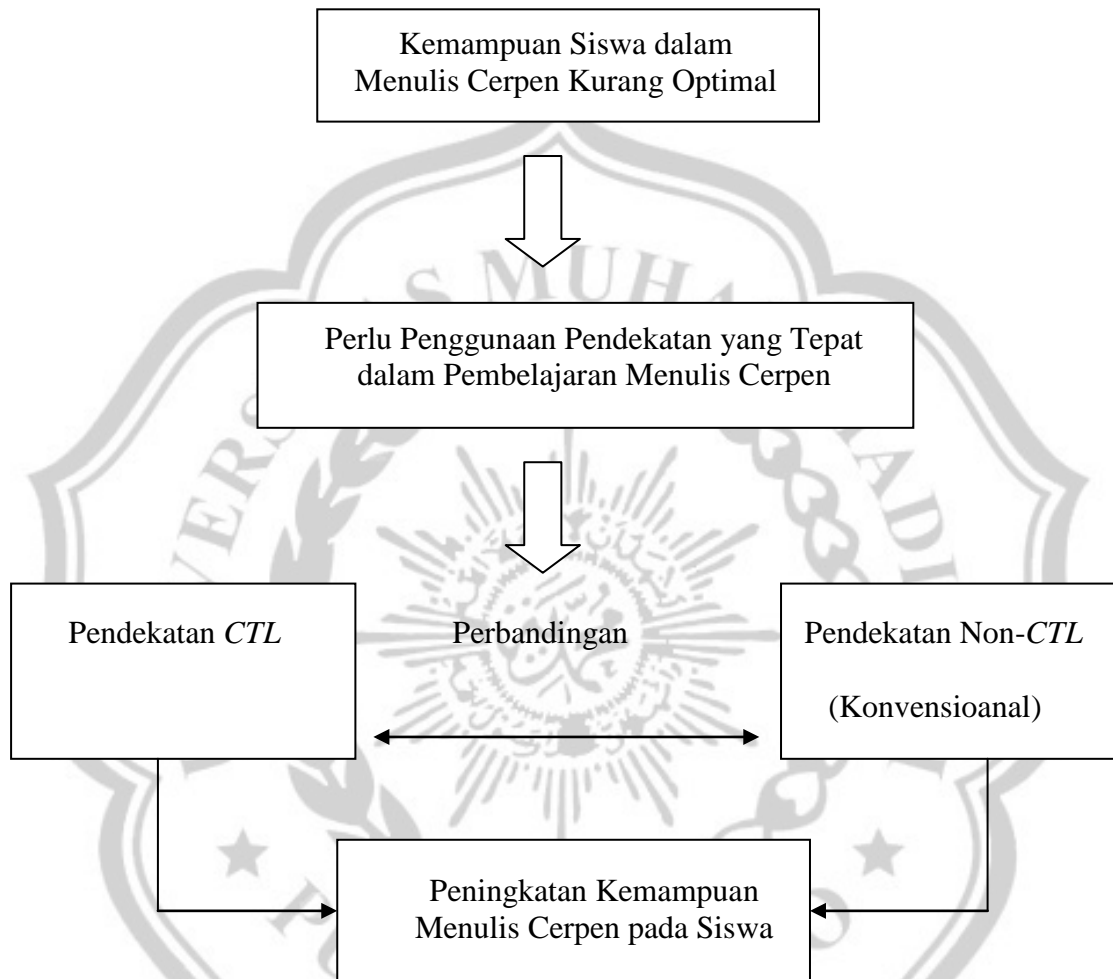 Kemampuan Siswa dalam
Menulis Cerpen Kurang Optimal
Perlu Penggunaan Pendekatan yang Tepat
dalam Pembelajaran Menulis Cerpen
Pendekatan CTL
Perbandingan
Pendekatan Non-CTL
(Konvensioanal)
Peningkatan Kemampuan
Menulis Cerpen pada Siswa